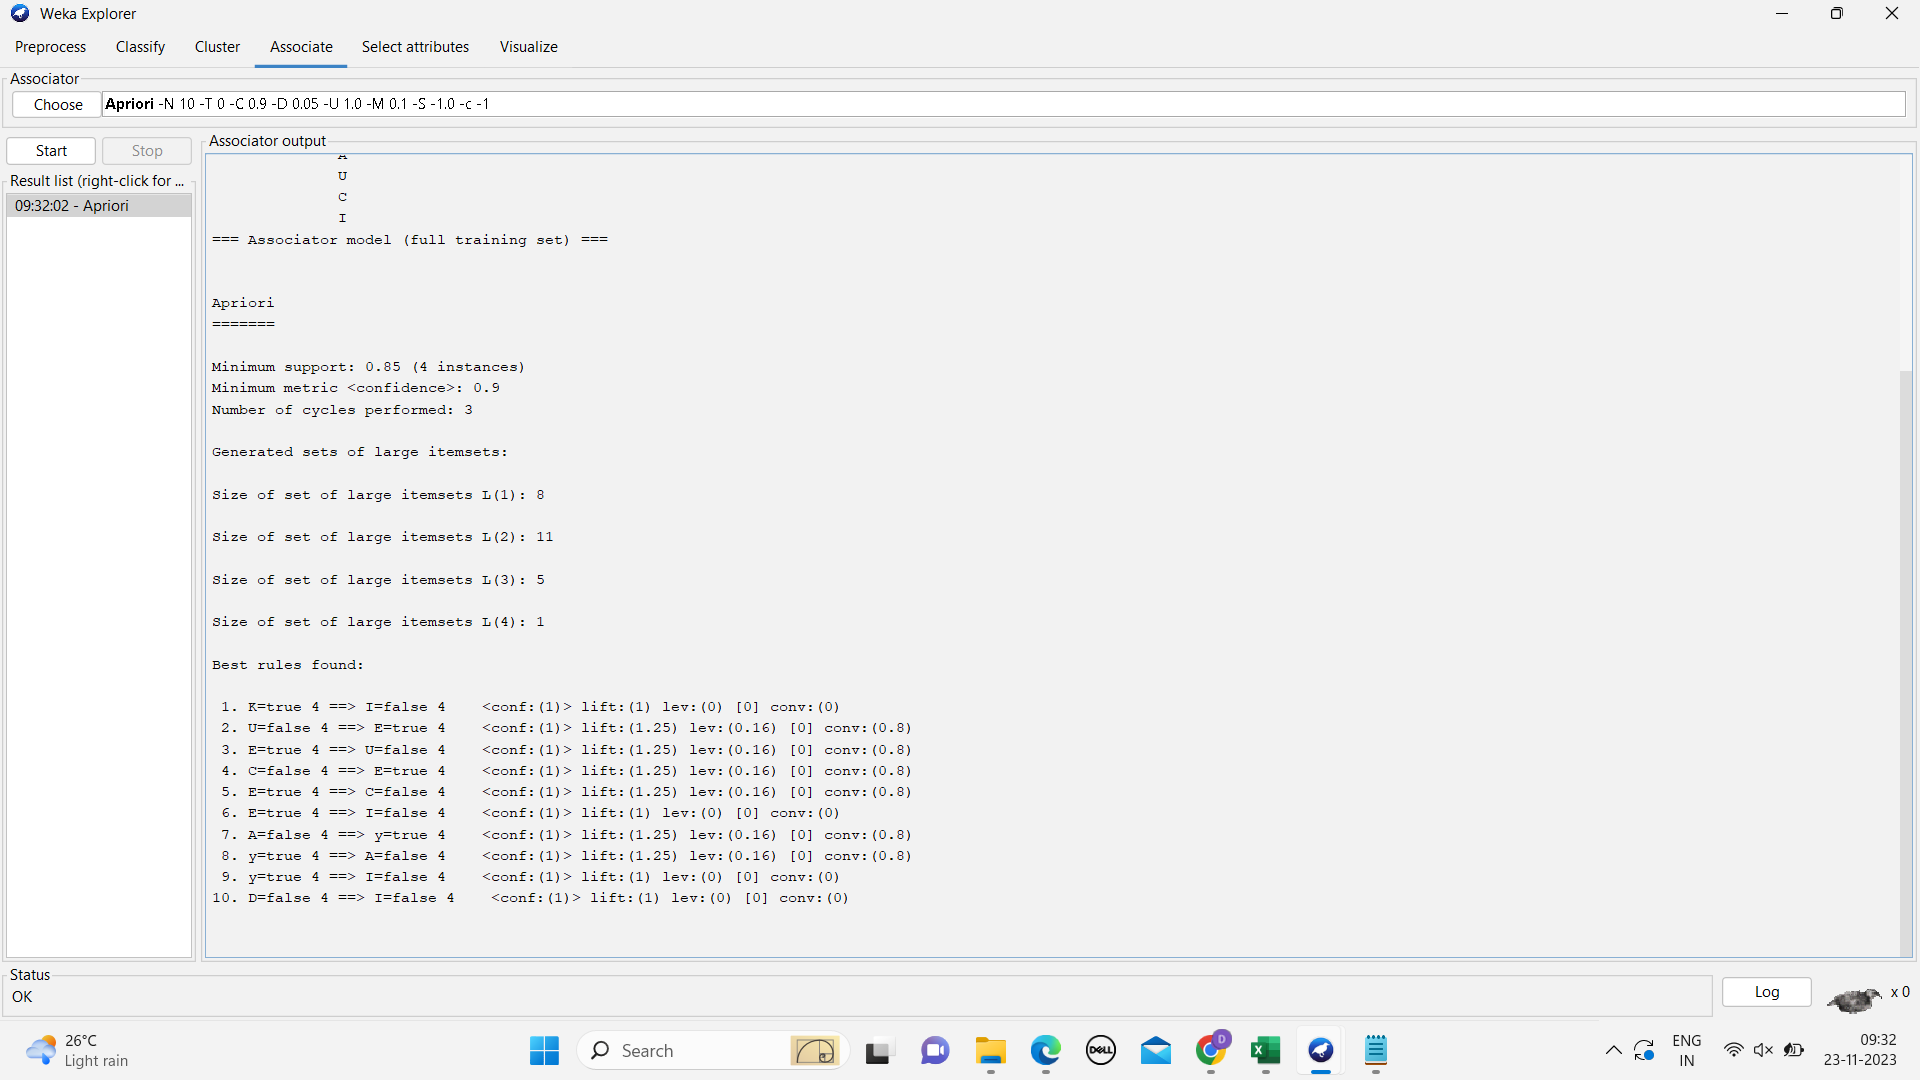 Weka Explorer
Preprocess Classify Cluster Associate Select attributes Visualize
Associator
Choose Apriori -N 10 -T 0 -C 0.9 -D 0.05 -U 1.0 -M 0.1 -S -1.0 -c -1
Start Stop
Associator output
Result list (right-click for ...
09:32:02 - Apriori
A
U
C
I
=== Associator model (full training set) ===
Apriori
=======
Minimum support: 0.85 (4 instances)
Minimum metric <confidence>: 0.9
Number of cycles performed: 3
Generated sets of large itemsets:
Size of set of large itemsets L(1): 8
Size of set of large itemsets L(2): 11
Size of set of large itemsets L(3): 5
Size of set of large itemsets L(4): 1
Best rules found:
1. K=true 4 ==> I=false 4    <conf:(1)> lift:(1) lev:(0) [0] conv:(0)
2. U=false 4 ==> E=true 4    <conf:(1)> lift:(1.25) lev:(0.16) [0] conv:(0.8)
3. E=true 4 ==> U=false 4    <conf:(1)> lift:(1.25) lev:(0.16) [0] conv:(0.8)
4. C=false 4 ==> E=true 4    <conf:(1)> lift:(1.25) lev:(0.16) [0] conv:(0.8)
5. E=true 4 ==> C=false 4    <conf:(1)> lift:(1.25) lev:(0.16) [0] conv:(0.8)
6. E=true 4 ==> I=false 4    <conf:(1)> lift:(1) lev:(0) [0] conv:(0)
7. A=false 4 ==> y=true 4    <conf:(1)> lift:(1.25) lev:(0.16) [0] conv:(0.8)
8. y=true 4 ==> A=false 4    <conf:(1)> lift:(1.25) lev:(0.16) [0] conv:(0.8)
9. y=true 4 ==> I=false 4    <conf:(1)> lift:(1) lev:(0) [0] conv:(0)
10. D=false 4 ==> I=false 4    <conf:(1)> lift:(1) lev:(0) [0] conv:(0)
Status
OK
Log
x 0
26°C
Light rain
Search
DELL
D
X
ENG
IN
09:32
23-11-2023